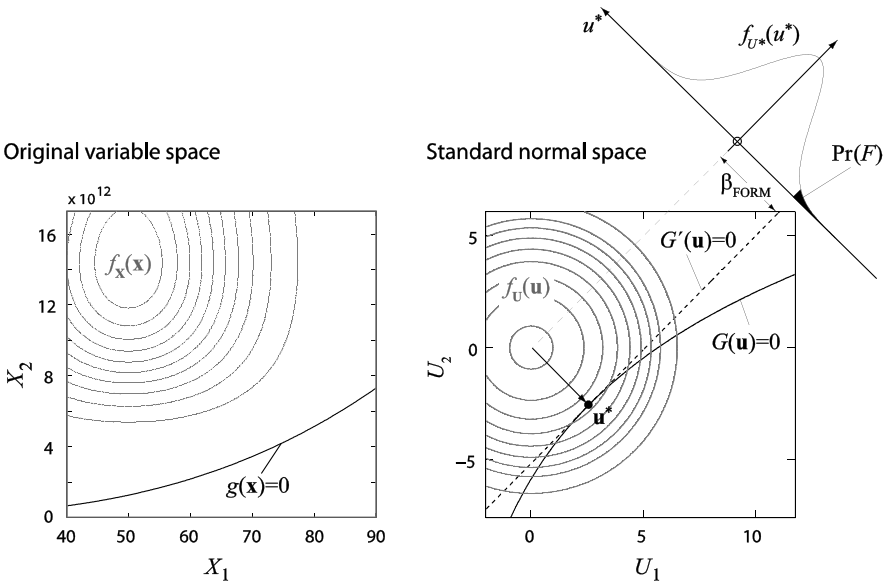 u*
f_U*(u*)
Original variable space
Standard normal space
Pr(F)
β_FORM
x 10^12
16
12
8
4
0
X_2
f_X(x)
g(x)=0
40
50
60
70
80
90
X_1
5
0
−5
U_2
G′(u)=0
f_U(u)
G(u)=0
u*
0
5
10
U_1